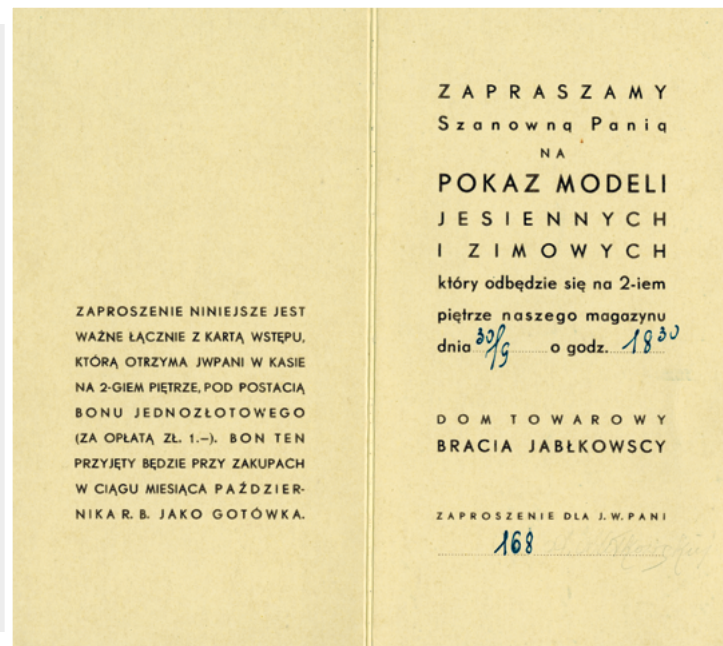 ZAPROSZENIE NINIEJSZE JEST
WAŻNE ŁĄCZNIE Z KARTĄ WSTĘPU,
KTÓRĄ OTRZYMA JWPANI W KASIE
NA 2-GIEM PIĘTRZE, POD POSTACIĄ
BONU JEDNOZŁOTOWEGO
(ZA OPŁATĄ ZŁ. 1.–). BON TEN
PRZYJĘTY BĘDZIE PRZY ZAKUPACH
W CIĄGU MIESIĄCA PAŹDZIER-
NIKA R. B. JAKO GOTÓWKA.
ZAPRASZAMY
Szanowną Panią
NA
POKAZ MODELI
JESIENNYCH
I ZIMOWYCH
który odbędzie się na 2-iem
piętrze naszego magazynu
dnia 30/9 o godz. 18 30
DOM TOWAROWY
BRACIA JABŁKOWSCY
ZAPROSZENIE DLA J. W. PANI
168